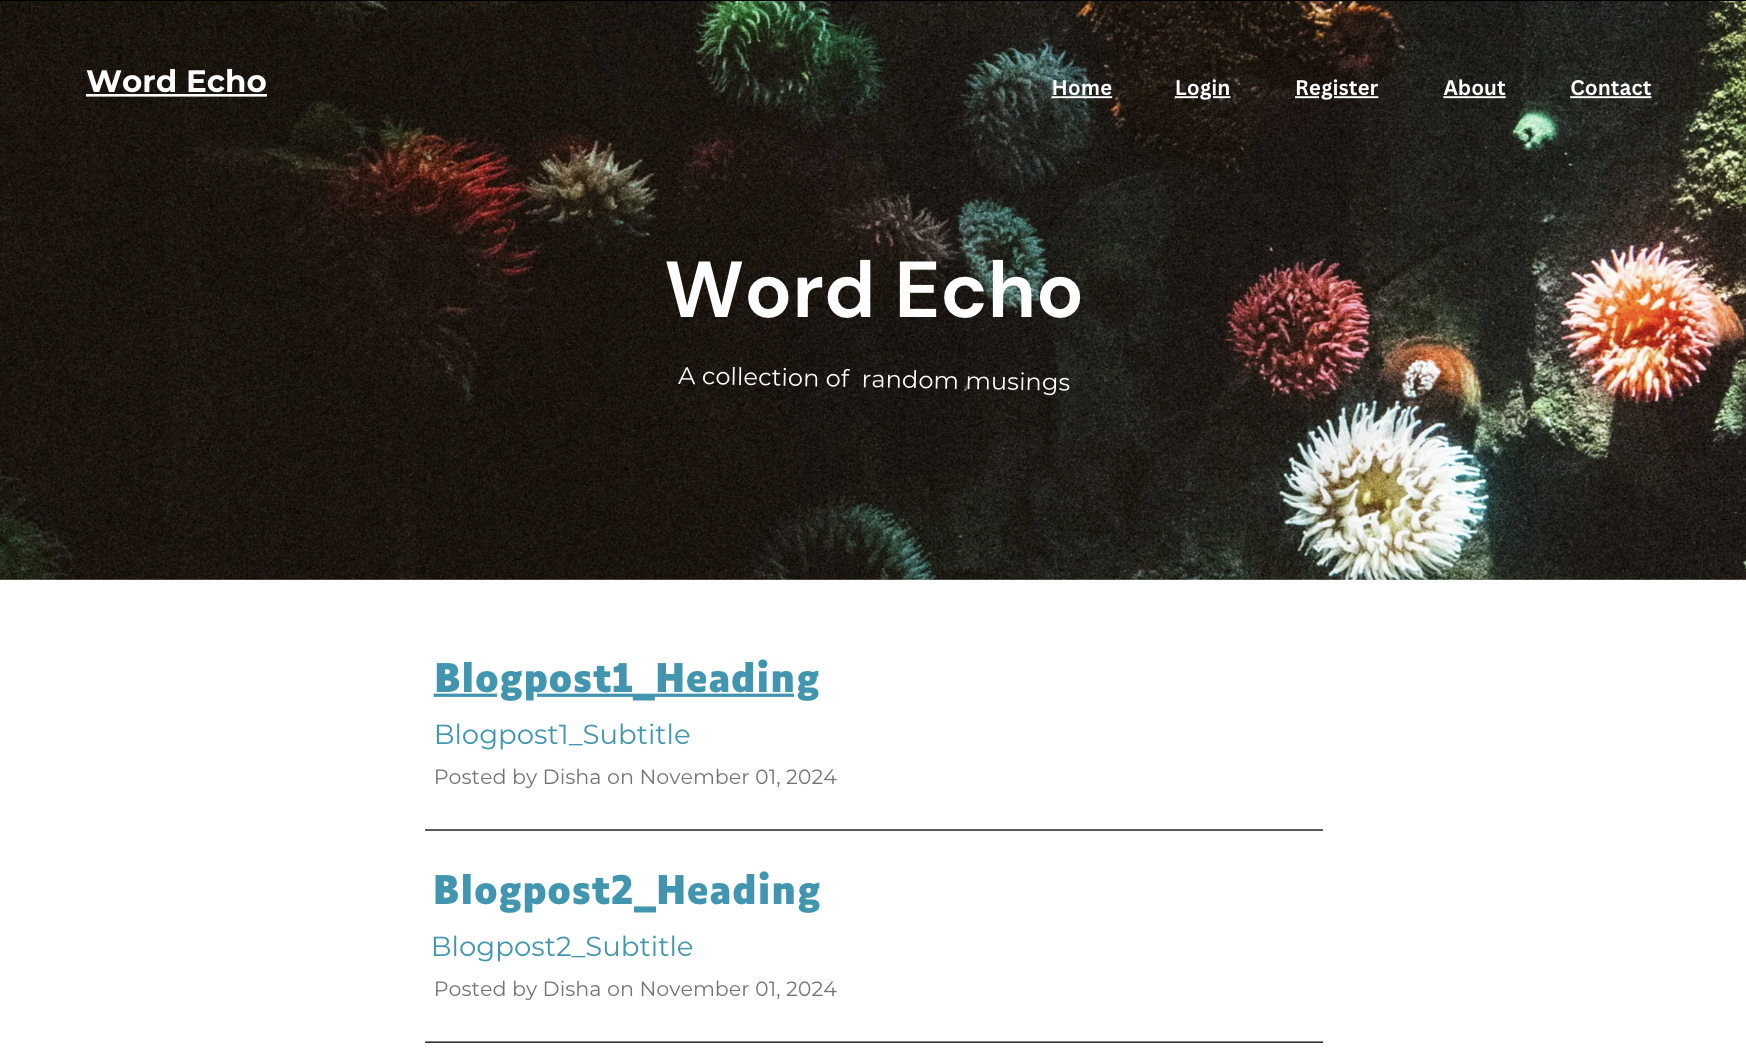 Word Echo
Home Login Register About Contact
Word Echo
A collection of random musings
Blogpost1_Heading
Blogpost1_Subtitle
Posted by Disha on November 01, 2024
Blogpost2_Heading
Blogpost2_Subtitle
Posted by Disha on November 01, 2024